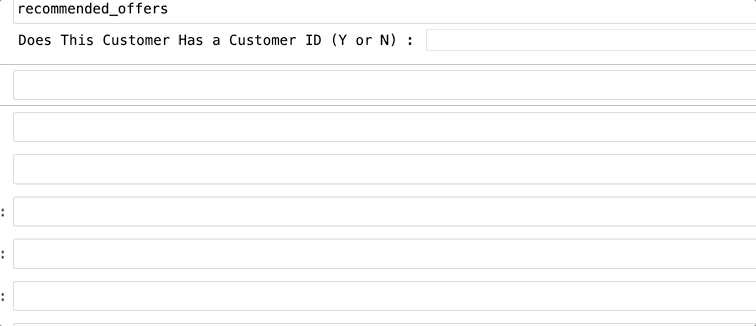 recommended_offers
Does This Customer Has a Customer ID (Y or N) :
:
:
: